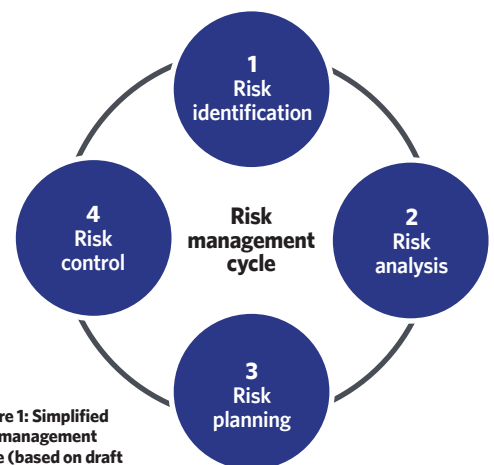 1
Risk
identification
2
Risk
analysis
3
Risk
planning
4
Risk
control
Risk
management
cycle
1: Simplified
management
(based on draft